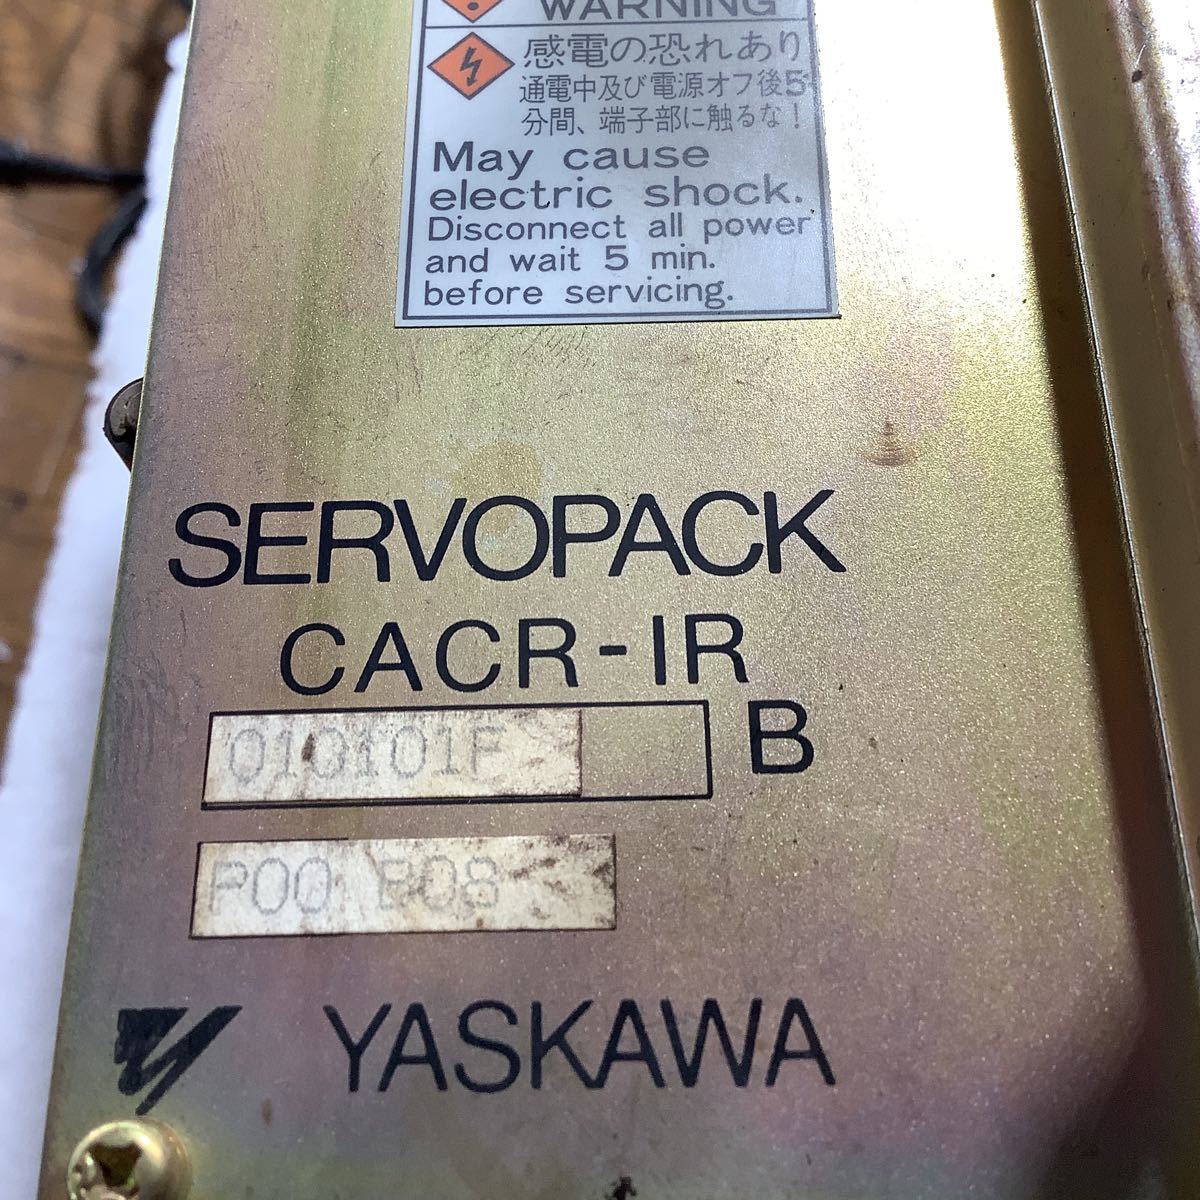 WARNING
感電の恐れあり
通電中及び電源オフ後5
分間、端子部に触るな!
May cause
electric shock.
Disconnect all power
and wait 5 min.
before servicing.
SERVOPACK
CACR-IR
010101F B
P00
YASKAWA